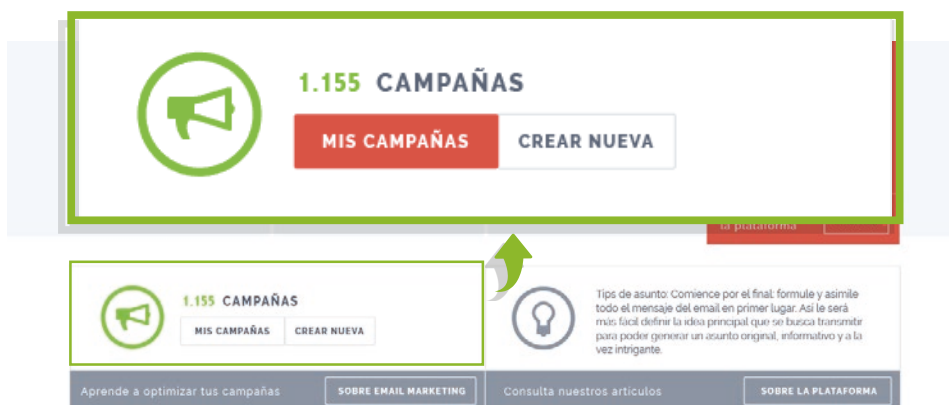 1.155 CAMPAÑAS
MIS CAMPAÑAS CREAR NUEVA
la plataforma
1.155 CAMPAÑAS
MIS CAMPAÑAS CREAR NUEVA
Tips de asunto: Comience por el final: formule y asimile
todo el mensaje del email en primer lugar. Así le será
más fácil definir la idea principal que se busca transmitir
para poder generar un asunto original, informativo y a la
vez intrigante.
Aprende a optimizar tus campañas SOBRE EMAIL MARKETING
Consulta nuestros artículos SOBRE LA PLATAFORMA